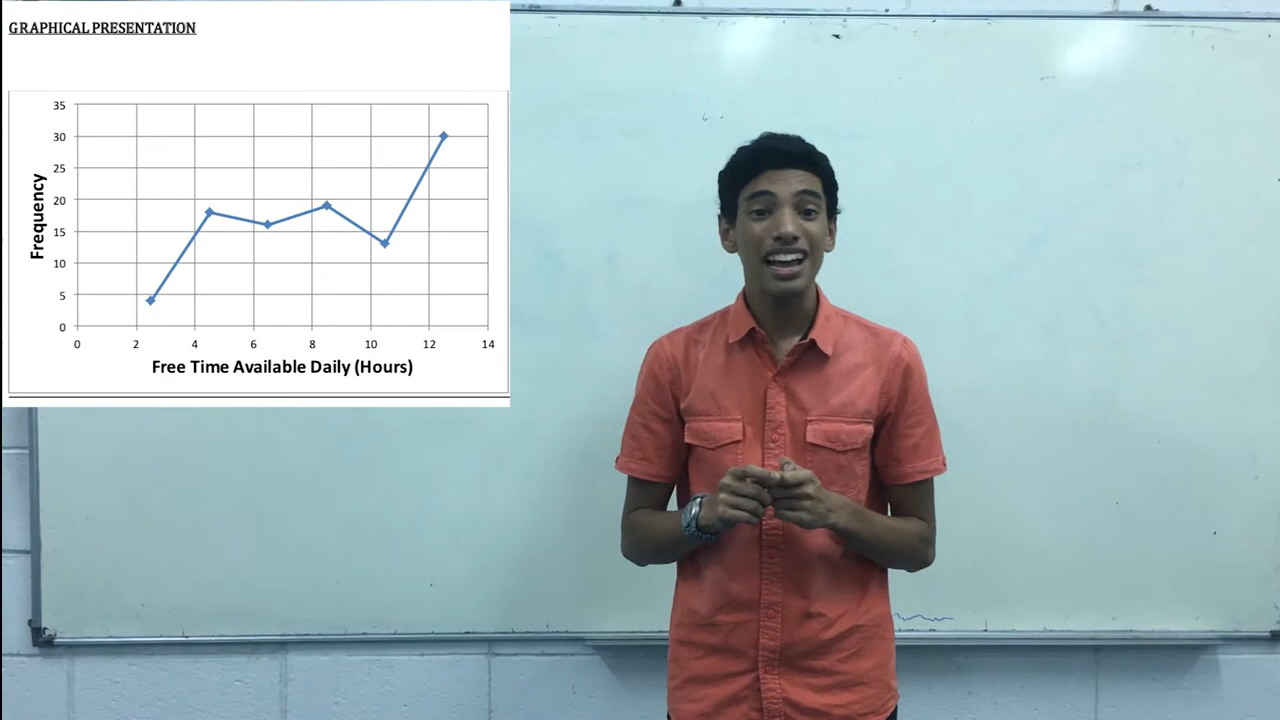 GRAPHICAL PRESENTATION
35
30
25
20
15
10
5
0
Frequency
0 2 4 6 8 10 12 14
Free Time Available Daily (Hours)